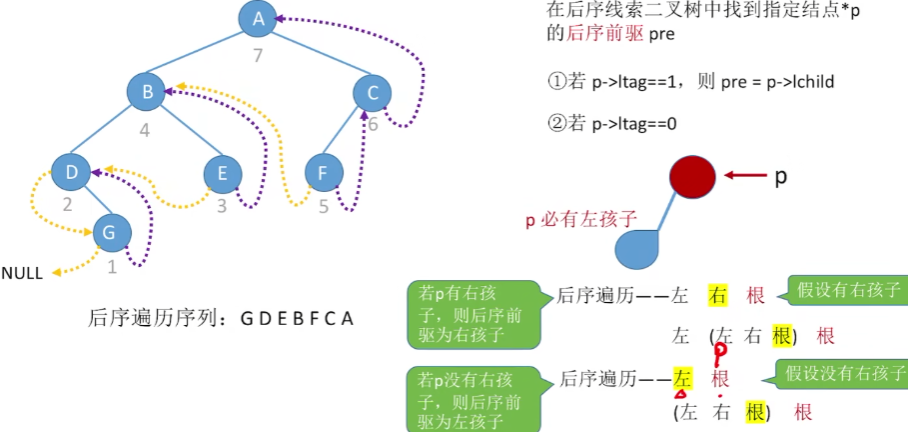 A
7
B
4
C
6
D
2
E
3
F
5
G
1
NULL
后序遍历序列：G D E B F C A
在后序线索二叉树中找到指定结点*p
的后序前驱 pre
①若 p->ltag==1，则 pre = p->lchild
②若 p->ltag==0
p
p 必有左孩子
若p有右孩
子，则后序前
驱为右孩子
后序遍历——左 右 根
假设有右孩子
左 (左 右 根) 根
p
若p没有右孩
子，则后序前
驱为左孩子
后序遍历——左 根
假设没有右孩子
(左 右 根) 根